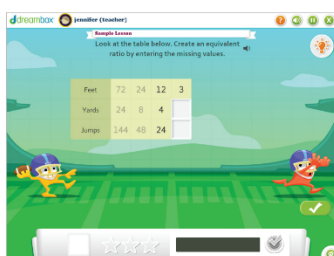 dreambox jennifer (teacher)
Sample Lesson
Look at the table below. Create an equivalent
ratio by entering the missing values.
Feet 72 24 12 3
Yards 24 8 4
Jumps 144 48 24